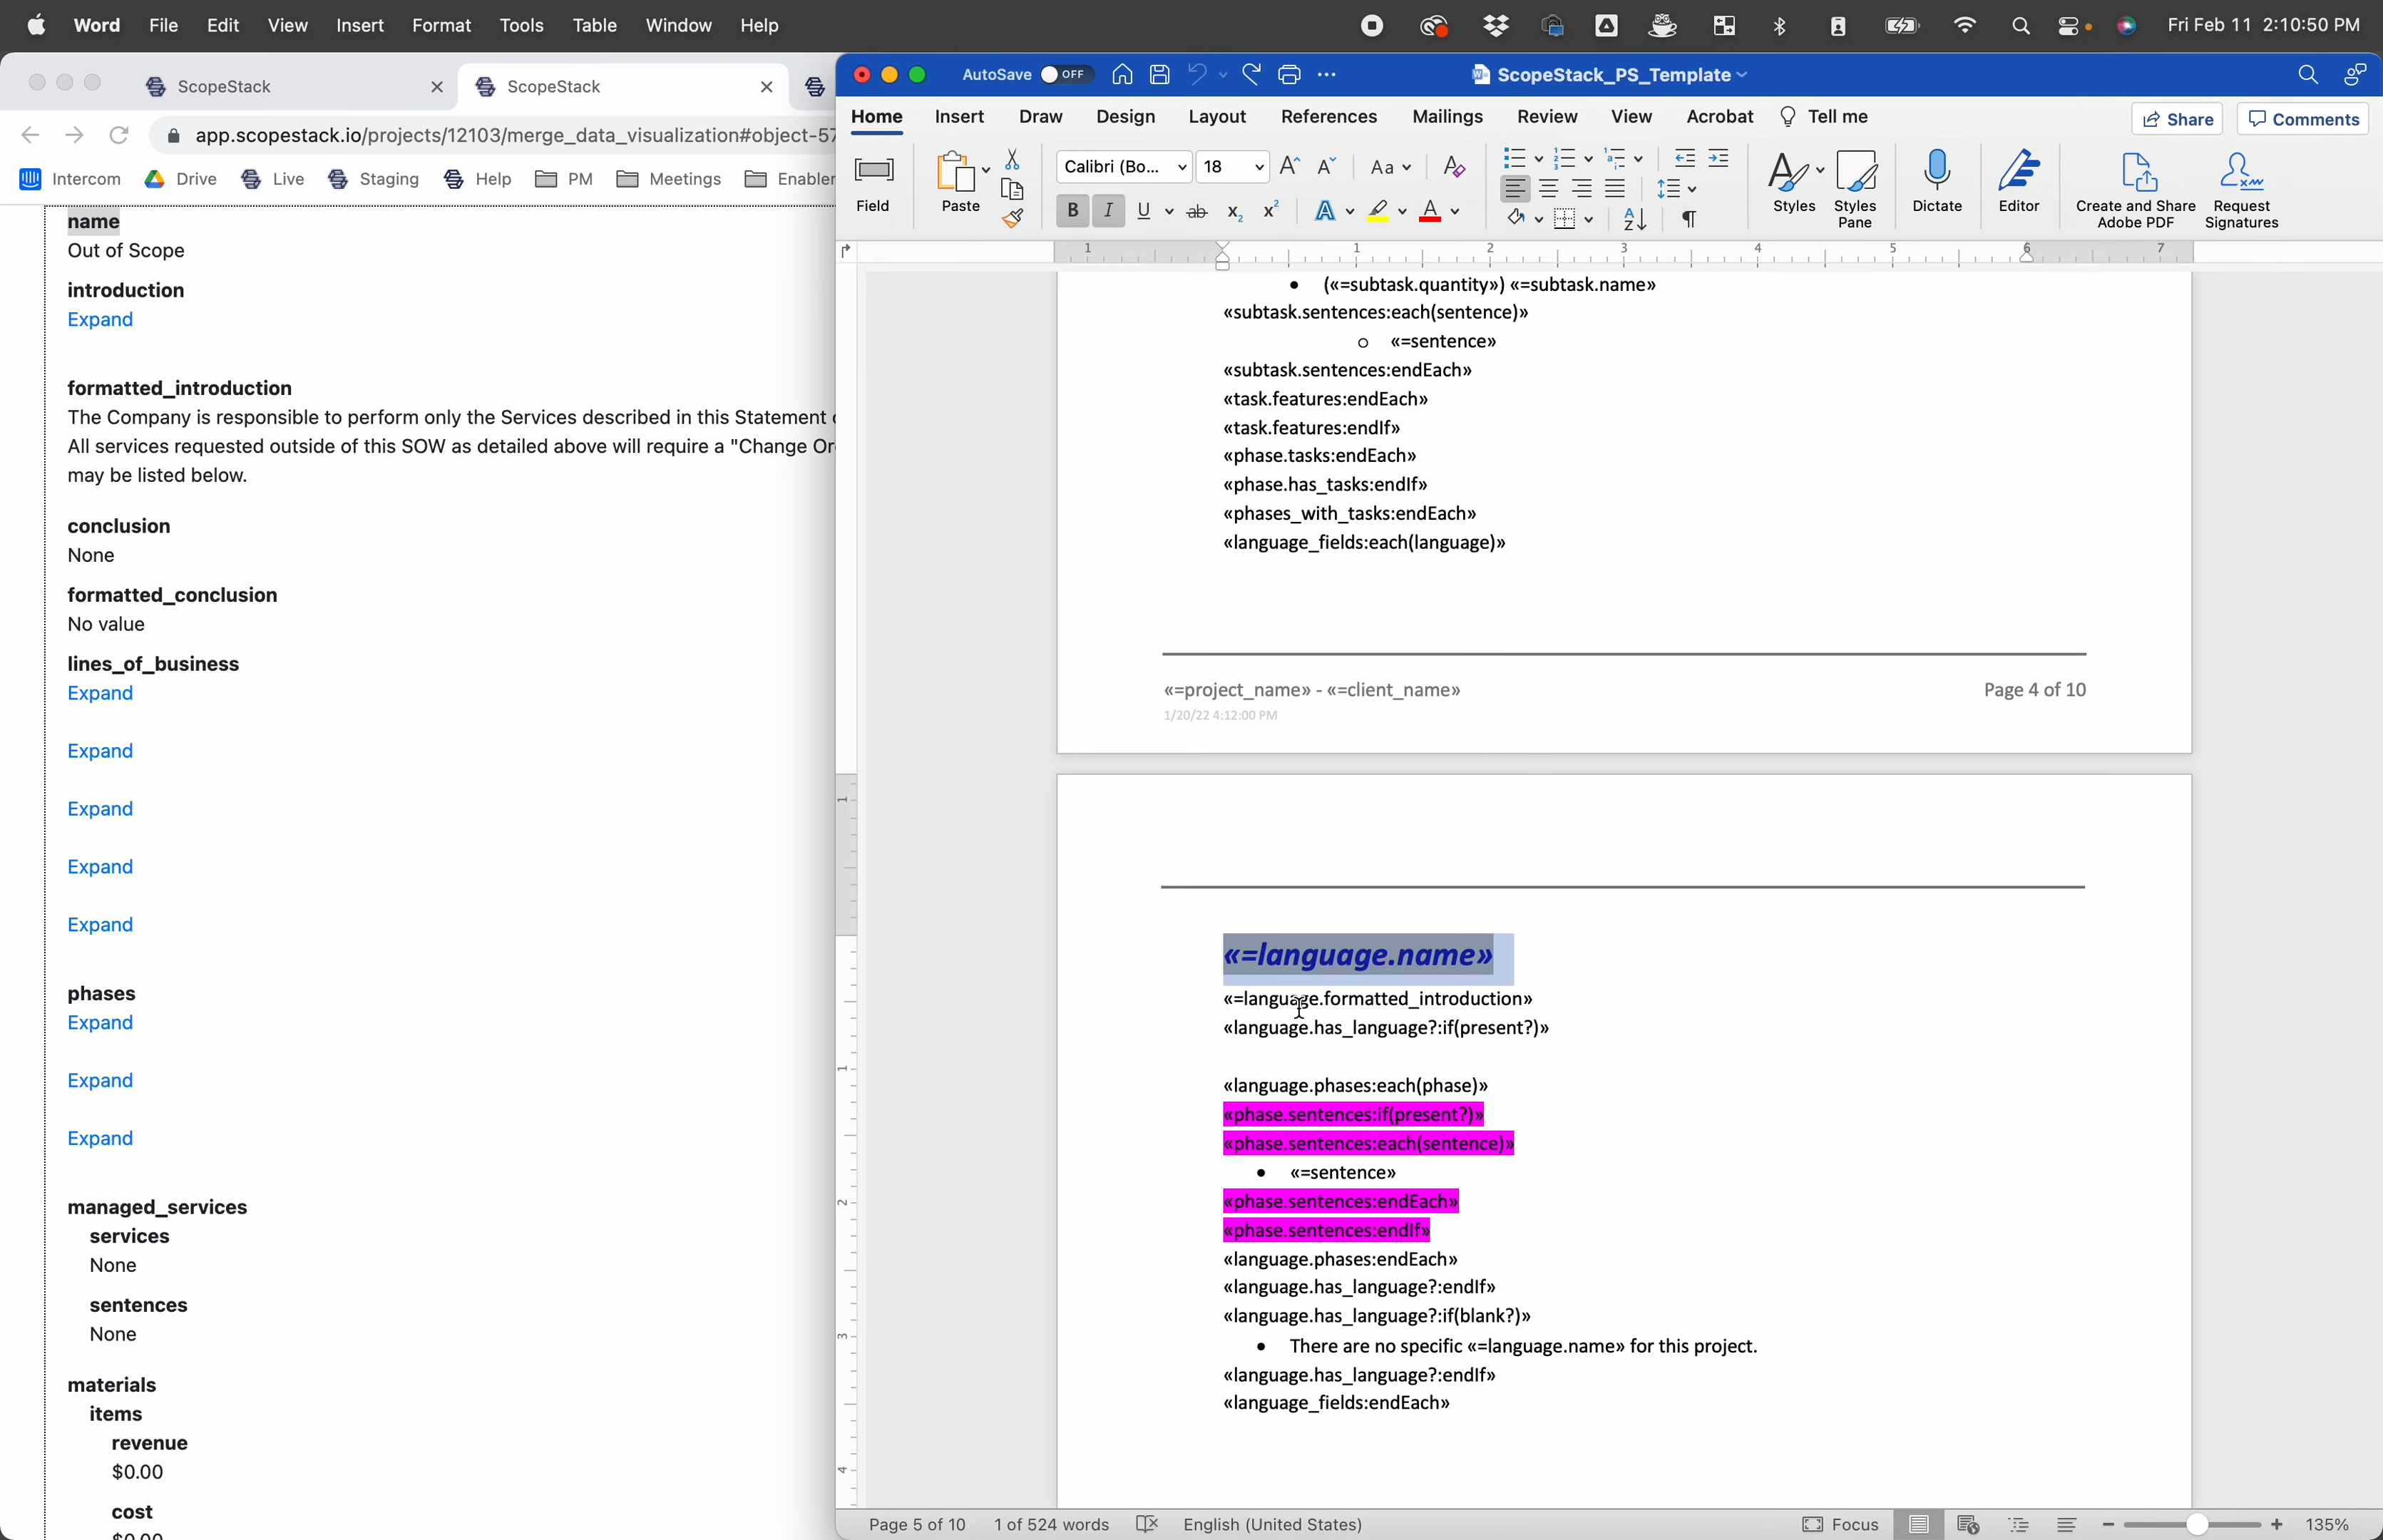 Word File Edit View Insert Format Tools Table Window Help Fri Feb 11 2:10:50 PM
ScopeStack ScopeStack
app.scopestack.io/projects/12103/merge_data_visualization#object-57
Intercom Drive Live Staging Help PM Meetings Enabler
name
Out of Scope
introduction
Expand
formatted_introduction
The Company is responsible to perform only the Services described in this Statement
All services requested outside of this SOW as detailed above will require a "Change Or
may be listed below.
conclusion
None
formatted_conclusion
No value
lines_of_business
Expand
Expand
Expand
Expand
Expand
phases
Expand
Expand
Expand
managed_services
services
None
sentences
None
materials
items
revenue
$0.00
cost
$0.00
AutoSave OFF ScopeStack_PS_Template
Home Insert Draw Design Layout References Mailings Review View Acrobat Tell me Share Comments
Calibri (Bo... 18
Field Paste Styles Styles Pane Dictate Editor Create and Share Adobe PDF Request Signatures
1 1 2 3 4 5 6 7
• («=subtask.quantity») «=subtask.name»
«subtask.sentences:each(sentence)»
o «=sentence»
«subtask.sentences:endEach»
«task.features:endEach»
«task.features:endIf»
«phase.tasks:endEach»
«phase.has_tasks:endIf»
«phases_with_tasks:endEach»
«language_fields:each(language)»
«=project_name» - «=client_name» Page 4 of 10
1/20/22 4:12:00 PM
«=language.name»
«=language.formatted_introduction»
«language.has_language?:if(present?)»
«language.phases:each(phase)»
«phase.sentences:if(present?)»
«phase.sentences:each(sentence)»
• «=sentence»
«phase.sentences:endEach»
«phase.sentences:endIf»
«language.phases:endEach»
«language.has_language?:endIf»
«language.has_language?:if(blank?)»
• There are no specific «=language.name» for this project.
«language.has_language?:endIf»
«language_fields:endEach»
Page 5 of 10 1 of 524 words English (United States) Focus 135%